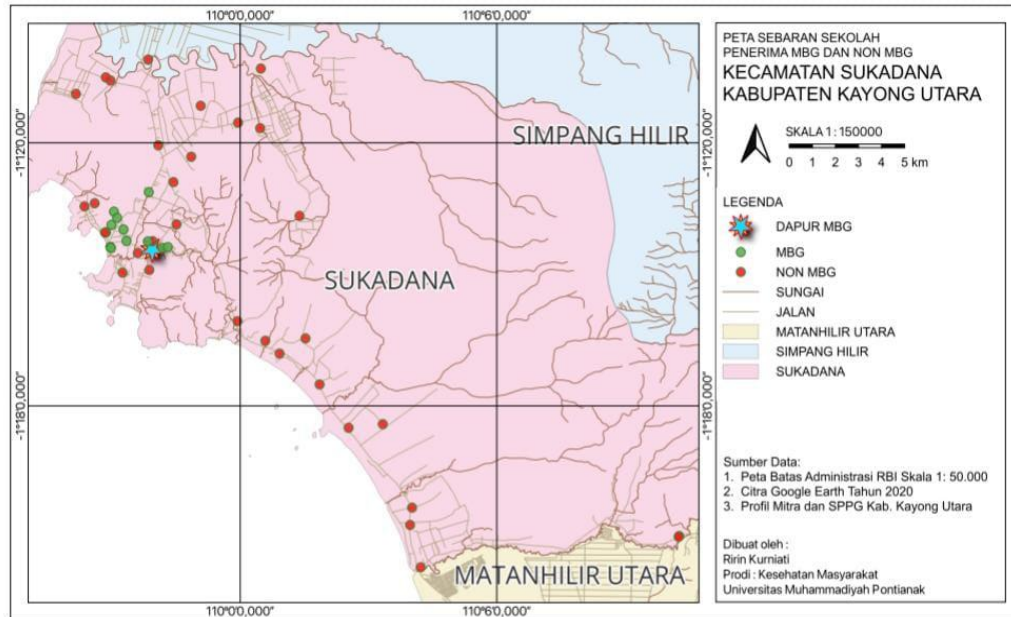 110°0'0,000"
110°6'0,000"
-1°12'0,000"
-1°12'0,000"
SIMPANG HILIR
SUKADANA
-1°18'0,000"
-1°18'0,000"
MATANHILIR UTARA
110°0'0,000"
110°6'0,000"
PETA SEBARAN SEKOLAH
PENERIMA MBG DAN NON MBG
KECAMATAN SUKADANA
KABUPATEN KAYONG UTARA
SKALA 1 : 150000
0 1 2 3 4 5 km
LEGENDA
DAPUR MBG
MBG
NON MBG
SUNGAI
JALAN
MATANHILIR UTARA
SIMPANG HILIR
SUKADANA
Sumber Data:
1. Peta Batas Administrasi RBI Skala 1: 50.000
2. Citra Google Earth Tahun 2020
3. Profil Mitra dan SPPG Kab. Kayong Utara
Dibuat oleh :
Ririn Kurniati
Prodi : Kesehatan Masyarakat
Universitas Muhammadiyah Pontianak